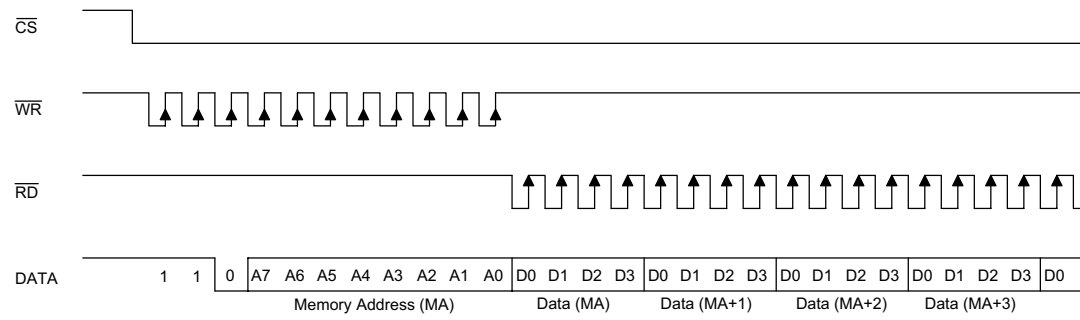 CS
WR
RD
DATA 1 1 0 A7 A6 A5 A4 A3 A2 A1 A0 D0 D1 D2 D3 D0 D1 D2 D3 D0 D1 D2 D3 D0 D1 D2 D3 D0
Memory Address (MA) Data (MA) Data (MA+1) Data (MA+2) Data (MA+3)